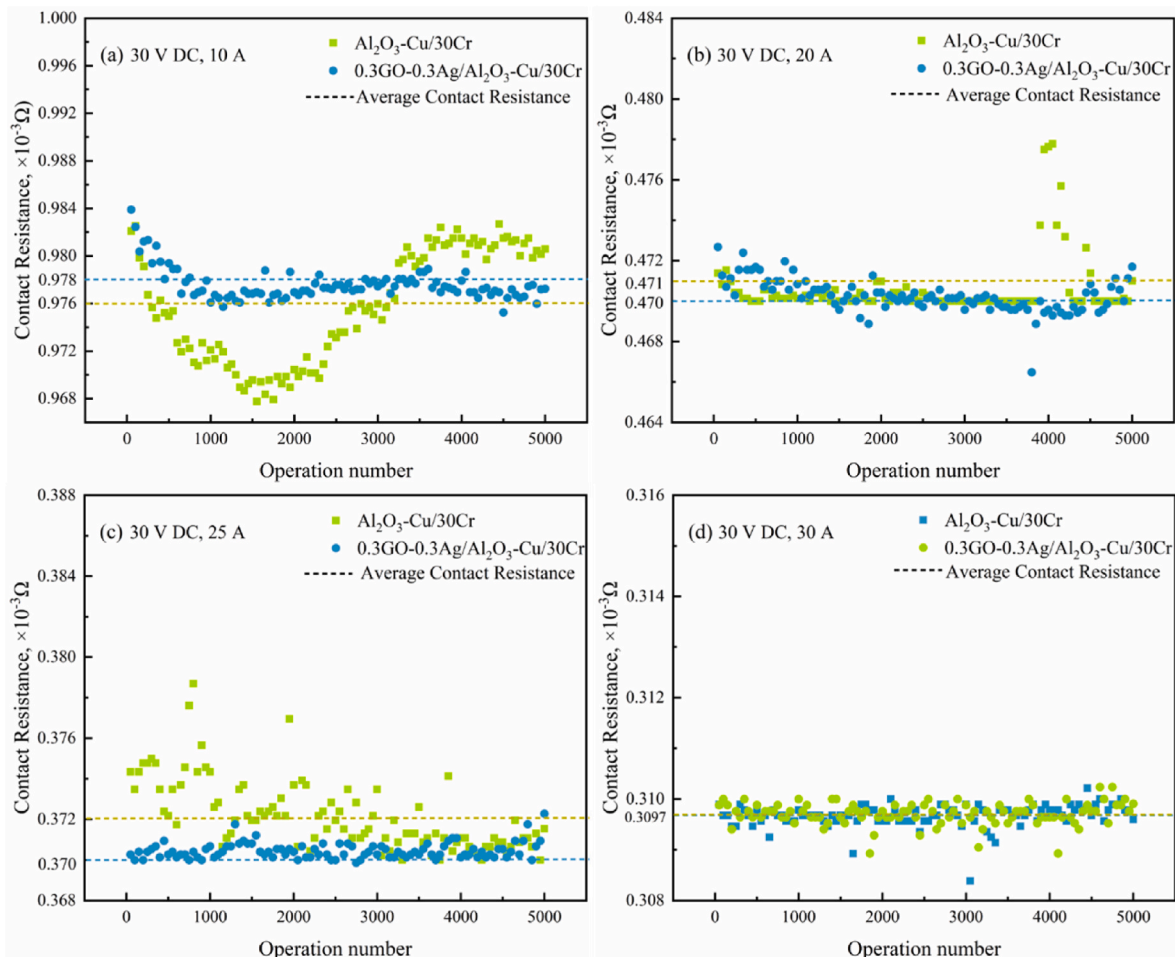 1.000
0.996
0.992
0.988
0.984
0.980
0.978
0.976
0.972
0.968
Contact Resistance, ×10⁻³Ω)
(a) 30 V DC, 10 A
Al₂O₃-Cu/30Cr
0.3GO-0.3Ag/Al₂O₃-Cu/30Cr
Average Contact Resistance
0 1000 2000 3000 4000 5000
Operation number
0.484
0.480
0.476
0.472
0.471
0.470
0.468
0.464
Contact Resistance, ×10⁻³Ω
(b) 30 V DC, 20 A
Al₂O₃-Cu/30Cr
0.3GO-0.3Ag/Al₂O₃-Cu/30Cr
Average Contact Resistance
0 1000 2000 3000 4000 5000
Operation number
0.388
0.384
0.380
0.376
0.372
0.370
0.368
Contact Resistance, ×10⁻³Ω
(c) 30 V DC, 25 A
Al₂O₃-Cu/30Cr
0.3GO-0.3Ag/Al₂O₃-Cu/30Cr
Average Contact Resistance
0 1000 2000 3000 4000 5000
Operation number
0.316
0.314
0.312
0.310
0.3097
0.308
Contact Resistance, ×10⁻³Ω
(d) 30 V DC, 30 A
Al₂O₃-Cu/30Cr
0.3GO-0.3Ag/Al₂O₃-Cu/30Cr
Average Contact Resistance
0 1000 2000 3000 4000 5000
Operation number